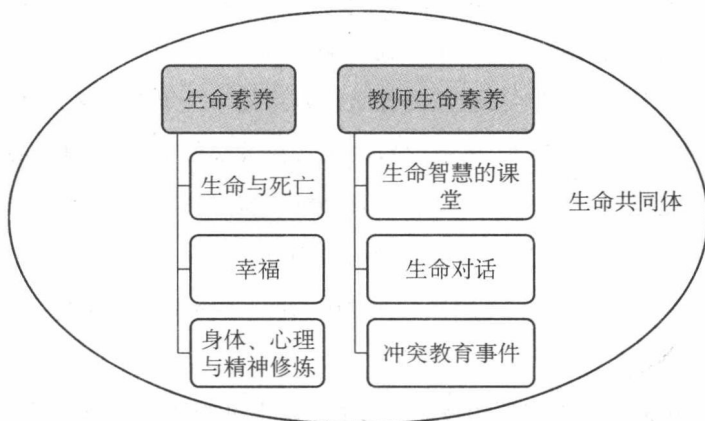 生命素养
教师生命素养
生命与死亡
幸福
身体、心理
与精神修炼
生命智慧的课
堂
生命对话
冲突教育事件
生命共同体